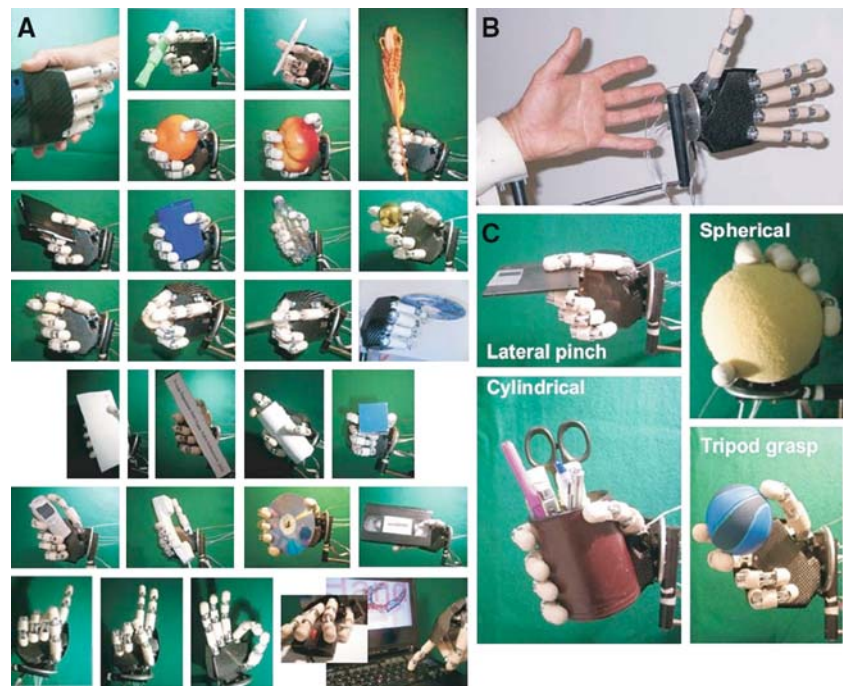 A
B
C
Spherical
Lateral pinch
Cylindrical
Tripod grasp